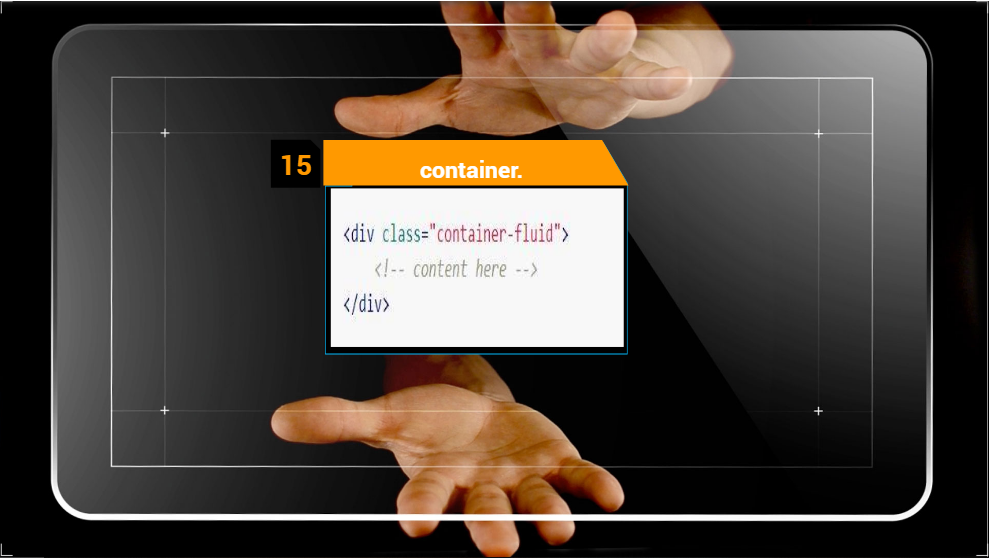 15
container.
<div class="container-fluid">
<!-- content here -->
</div>